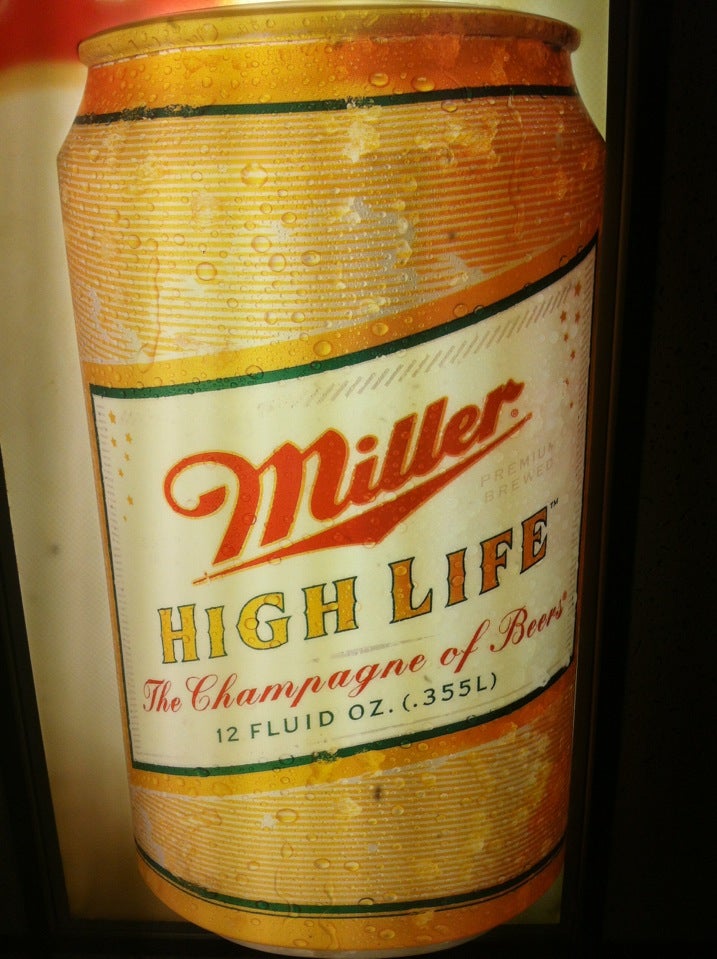 Miller®
PREMIUM
BREWED
HIGH LIFE™
The Champagne of Beers®
12 FLUID OZ. (.355L)